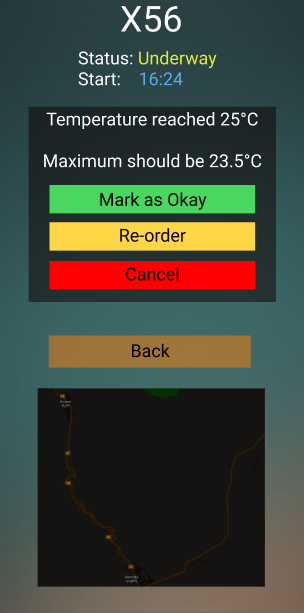 X56
Status: Underway
Start: 16:24
Temperature reached 25°C
Maximum should be 23.5°C
Mark as Okay
Re-order
Cancel
Back